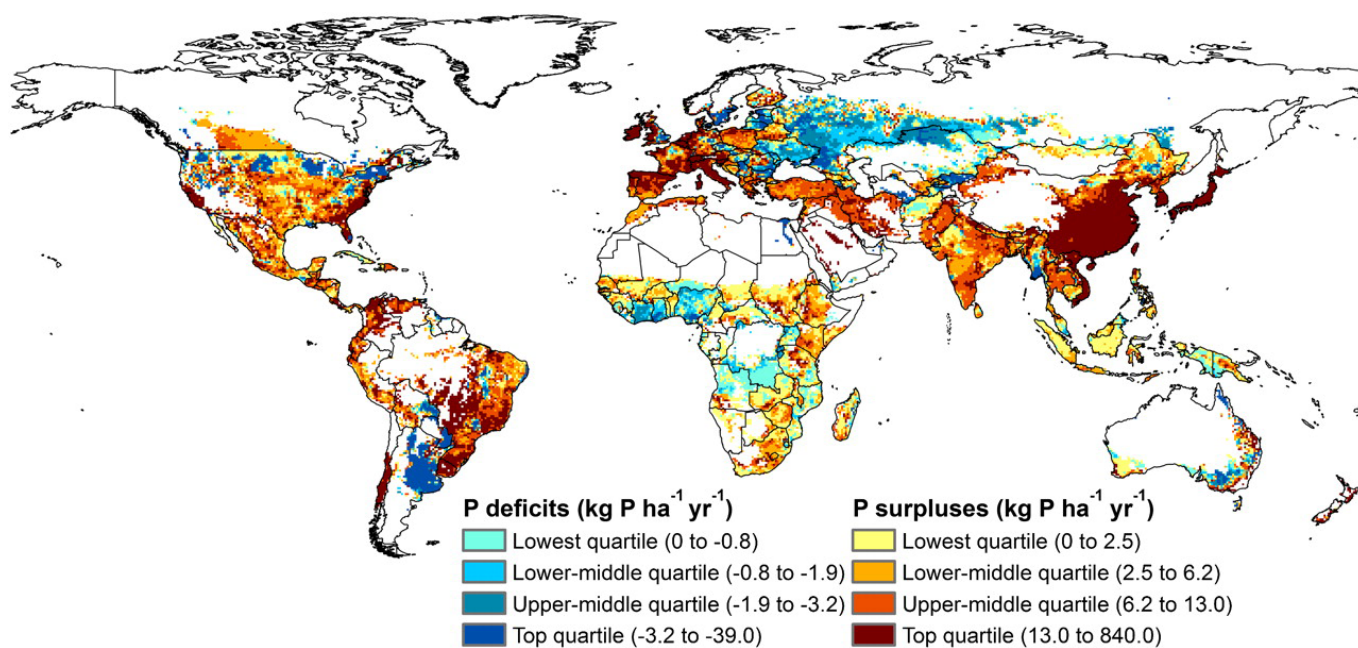 P deficits (kg P ha⁻¹ yr⁻¹)
Lowest quartile (0 to -0.8)
Lower-middle quartile (-0.8 to -1.9)
Upper-middle quartile (-1.9 to -3.2)
Top quartile (-3.2 to -39.0)
P surpluses (kg P ha⁻¹ yr⁻¹)
Lowest quartile (0 to 2.5)
Lower-middle quartile (2.5 to 6.2)
Upper-middle quartile (6.2 to 13.0)
Top quartile (13.0 to 840.0)